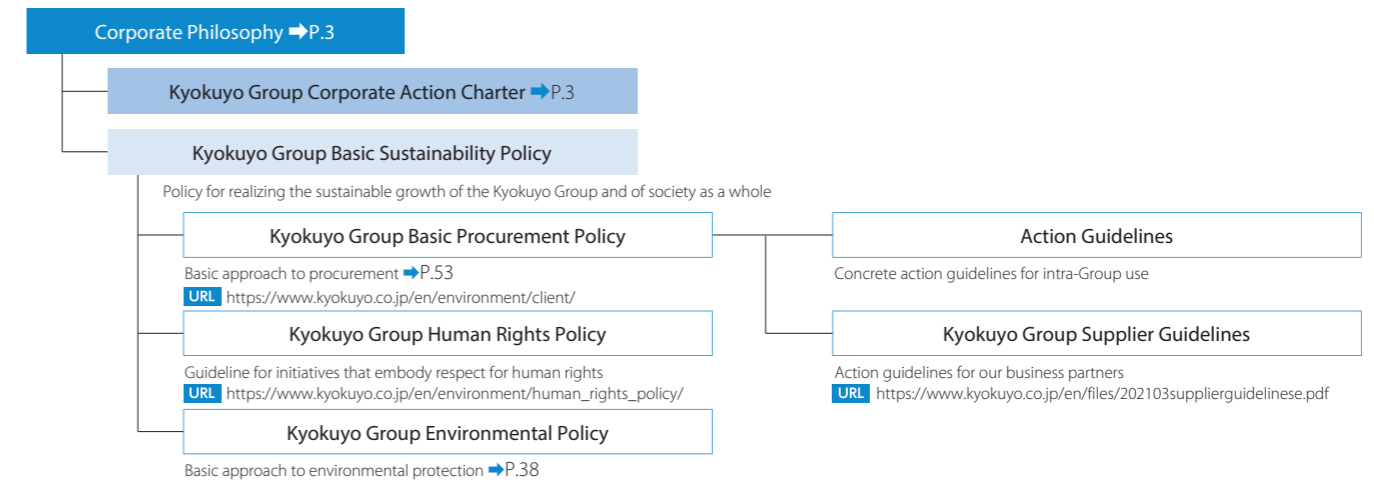 Corporate Philosophy ➡P.3
Kyokuyo Group Corporate Action Charter ➡P.3
Kyokuyo Group Basic Sustainability Policy
Policy for realizing the sustainable growth of the Kyokuyo Group and of society as a whole
Kyokuyo Group Basic Procurement Policy
Basic approach to procurement ➡P.53
URL https://www.kyokuyo.co.jp/en/environment/client/
Kyokuyo Group Human Rights Policy
Guideline for initiatives that embody respect for human rights
URL https://www.kyokuyo.co.jp/en/environment/human_rights_policy/
Kyokuyo Group Environmental Policy
Basic approach to environmental protection ➡P.38
Action Guidelines
Concrete action guidelines for intra-Group use
Kyokuyo Group Supplier Guidelines
Action guidelines for our business partners
URL https://www.kyokuyo.co.jp/en/files/202103supplierguidelinese.pdf